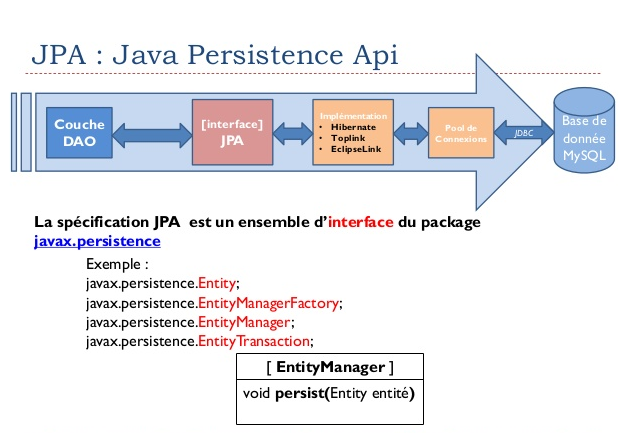 JPA : Java Persistence Api
Couche
DAO
[interface]
JPA
Implémentation
• Hibernate
• Toplink
• EclipseLink
Pool de
Connexions
JDBC
Base de
donnée
MySQL
La spécification JPA est un ensemble d’interface du package
javax.persistence
Exemple :
javax.persistence.Entity;
javax.persistence.EntityManagerFactory;
javax.persistence.EntityManager;
javax.persistence.EntityTransaction;
[ EntityManager ]
void persist(Entity entité)